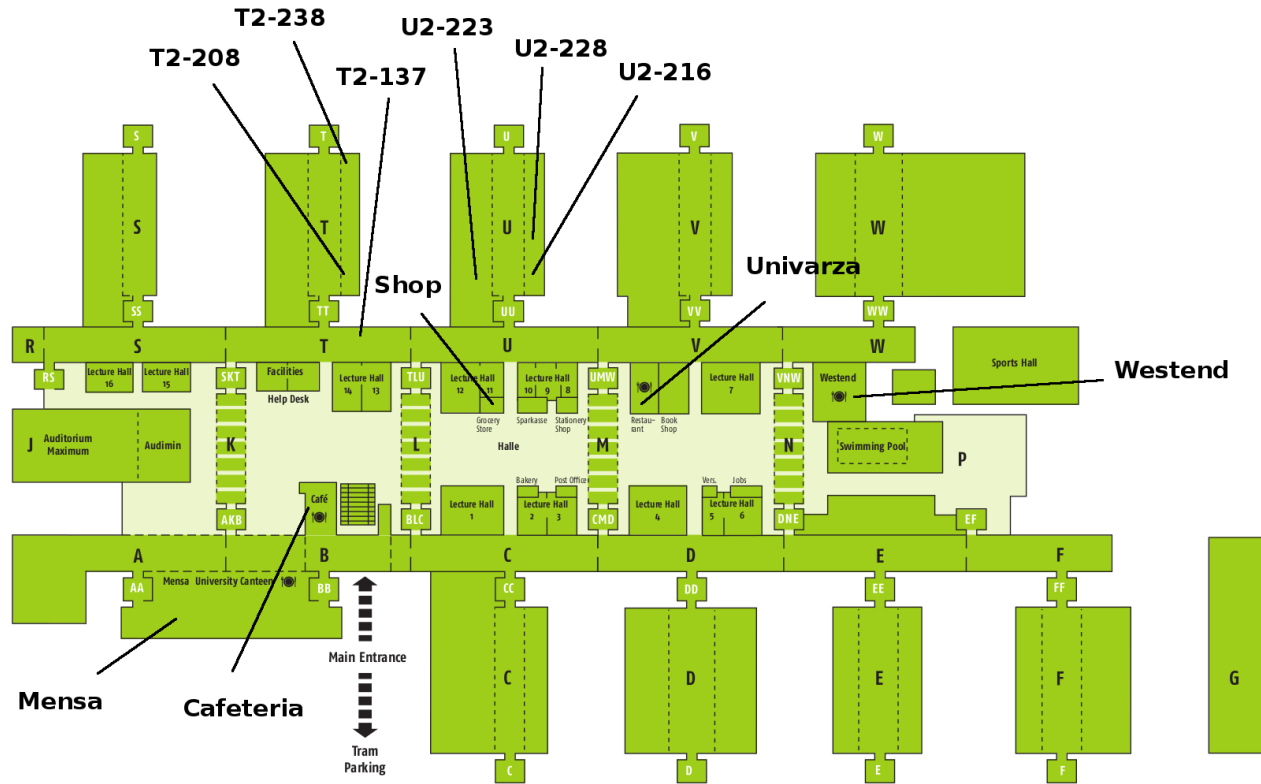 T2-238
U2-223
T2-208
U2-228
T2-137
U2-216
S
T
U
V
W
S
T
U
V
W
Shop
Univarza
SS
TT
UU
VV
WW
R
S
T
U
V
W
Westend
RS
Lecture Hall
16
Lecture Hall
15
SKT
Facilities
Help Desk
Lecture Hall
14 13
TLU
Lecture Hall
12 11
Grocery
Store
Lecture Hall
10 9 8
Sparkasse
Stationery
Shop
UMW
Restau-
rant
Book
Shop
Lecture Hall
7
VNW
Westend
Sports Hall
J
Auditorium
Maximum
Audimin
K
L
Halle
M
N
Swimming Pool
P
Café
Bakery
Post Office
Vers.
Jobs
AKB
BLC
Lecture Hall
1
Lecture Hall
2 3
CMD
Lecture Hall
4
Lecture Hall
5 6
DNE
EF
A
B
C
D
E
F
AA
Mensa University Canteen
BB
CC
DD
EE
FF
Main Entrance
Mensa
Cafeteria
C
D
E
F
G
Tram
Parking
C
D
E
F